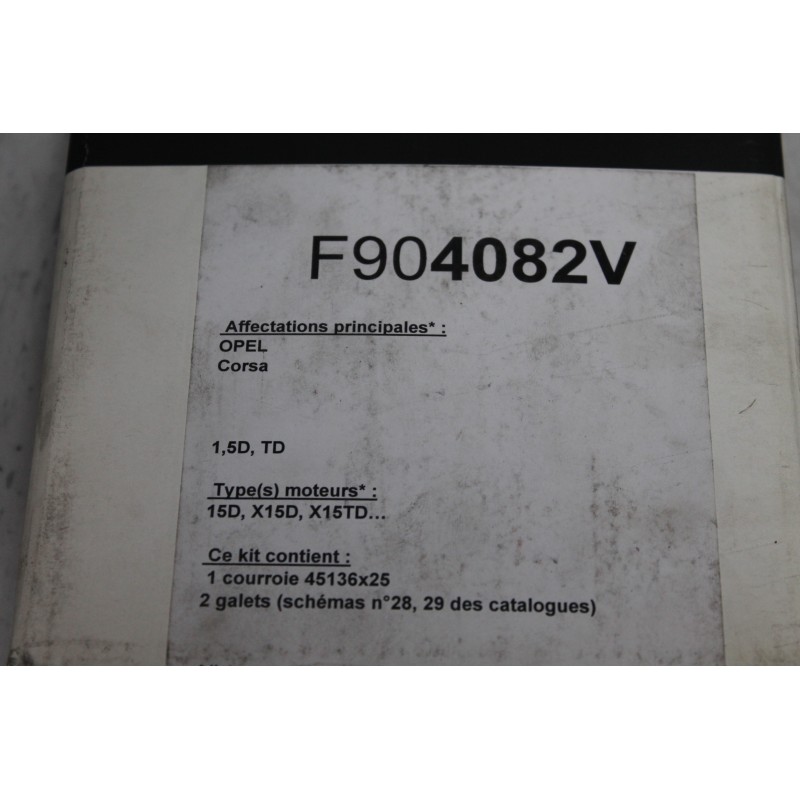 F904082V
Affectations principales* :
OPEL
Corsa
1,5D, TD
Type(s) moteurs* :
15D, X15D, X15TD...
Ce kit contient :
1 courroie 45136x25
2 galets (schémas n°28, 29 des catalogues)